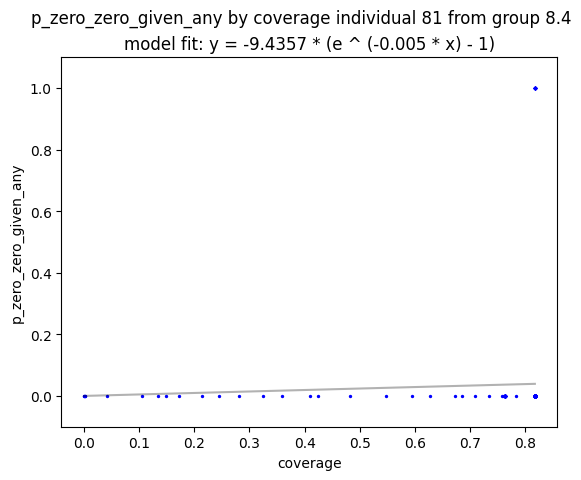 p_zero_zero_given_any by coverage individual 81 from group 8.4
model fit: y = -9.4357 * (e ^ (-0.005 * x) - 1)
1.0
0.8
0.6
0.4
0.2
0.0
p_zero_zero_given_any
0.0 0.1 0.2 0.3 0.4 0.5 0.6 0.7 0.8
coverage